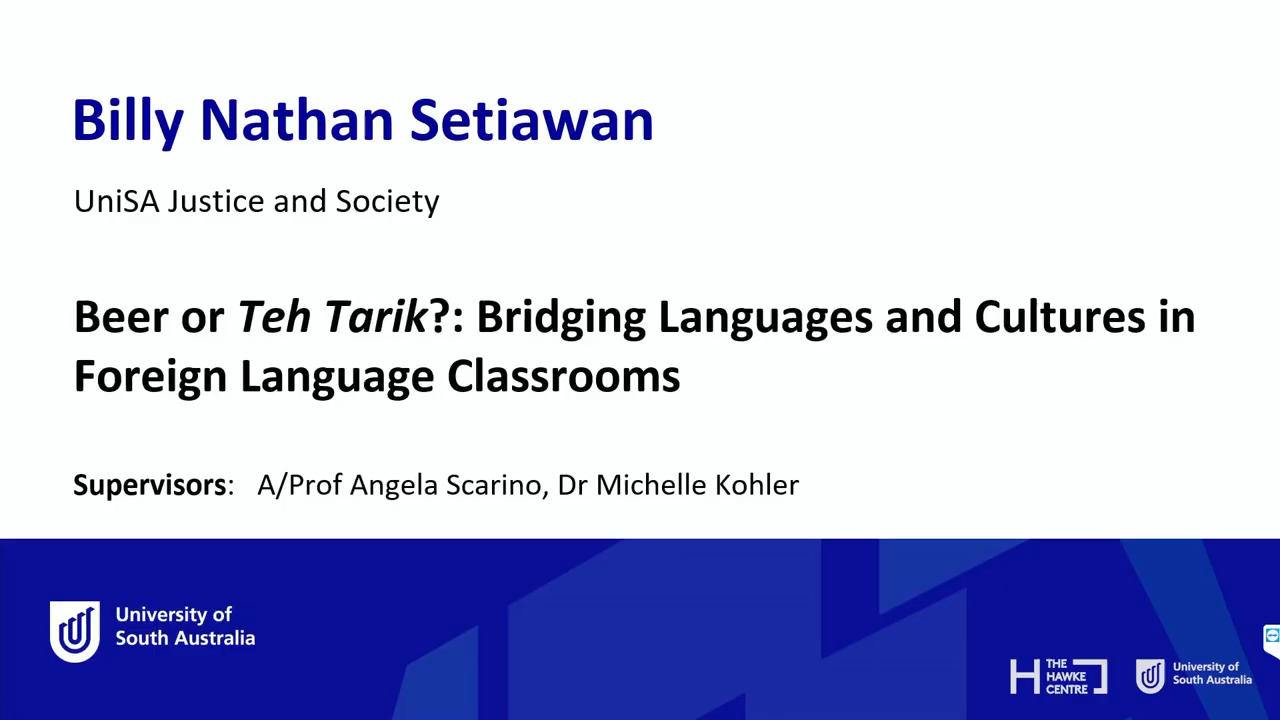 Billy Nathan Setiawan
UniSA Justice and Society
Beer or Teh Tarik?: Bridging Languages and Cultures in
Foreign Language Classrooms
Supervisors: A/Prof Angela Scarino, Dr Michelle Kohler
University of
South Australia
H THE
HAWKE
CENTRE
University of
South Australia